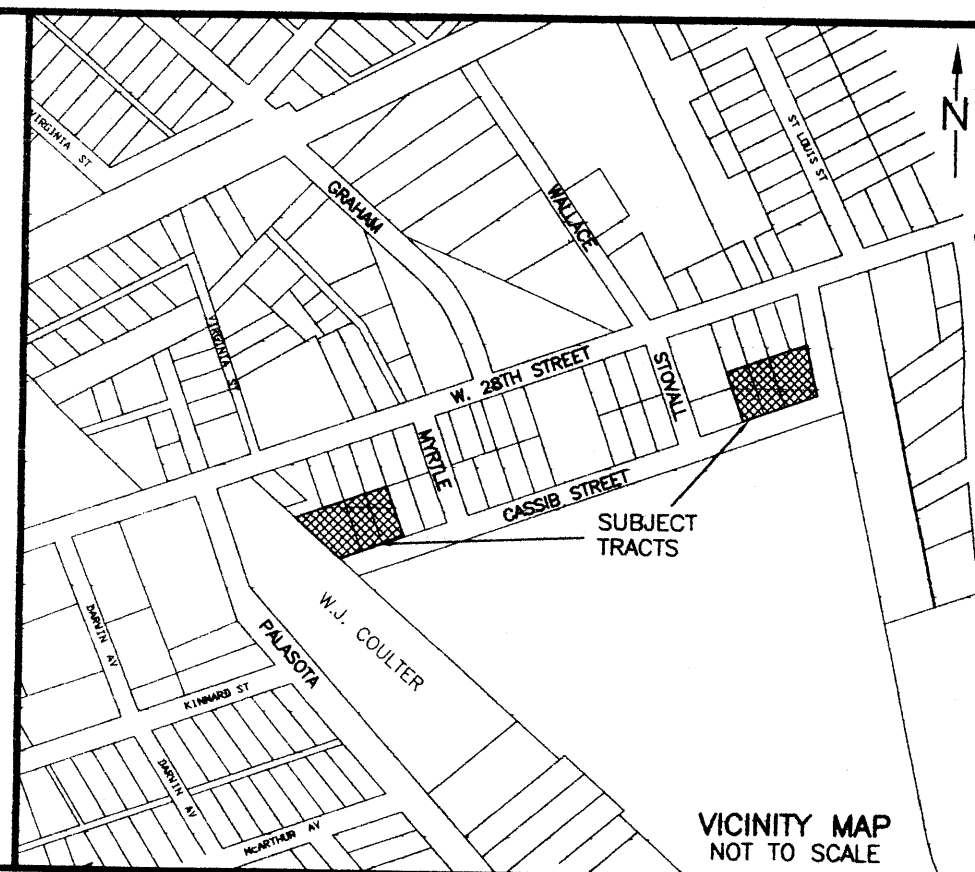 VIRGINIA ST
GRAHAM
WALLACE
ST LOUIS ST
N
VIRGINIA S
W. 28TH STREET
STOVALL
MYRTLE
CASSIB STREET
SUBJECT
TRACTS
W.J. COULTER
PALASOTA
DARWIN AV
KINNARD ST
DARWIN AV
McARTHUR AV
VICINITY MAP
NOT TO SCALE